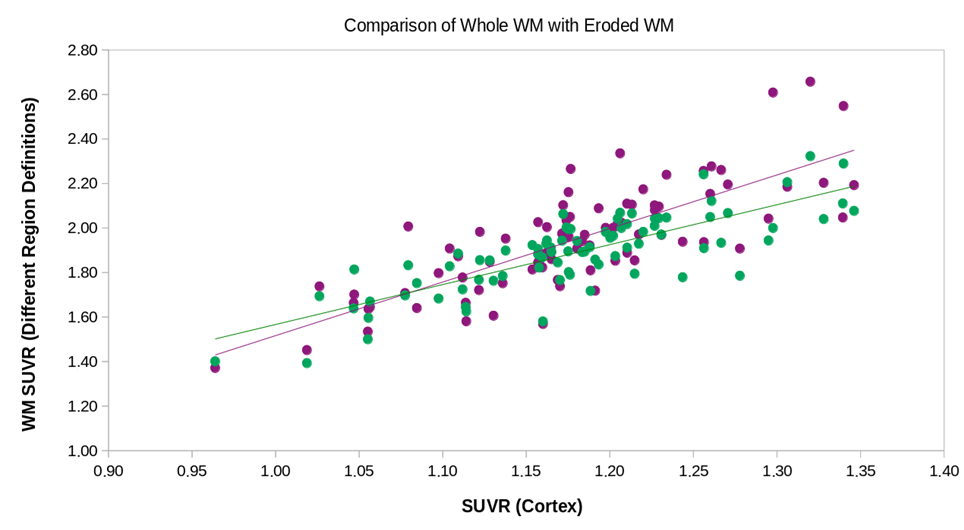 Comparison of Whole WM with Eroded WM
WM SUVR (Different Region Definitions)
2.80
2.60
2.40
2.20
2.00
1.80
1.60
1.40
1.20
1.00
0.90 0.95 1.00 1.05 1.10 1.15 1.20 1.25 1.30 1.35 1.40
SUVR (Cortex)